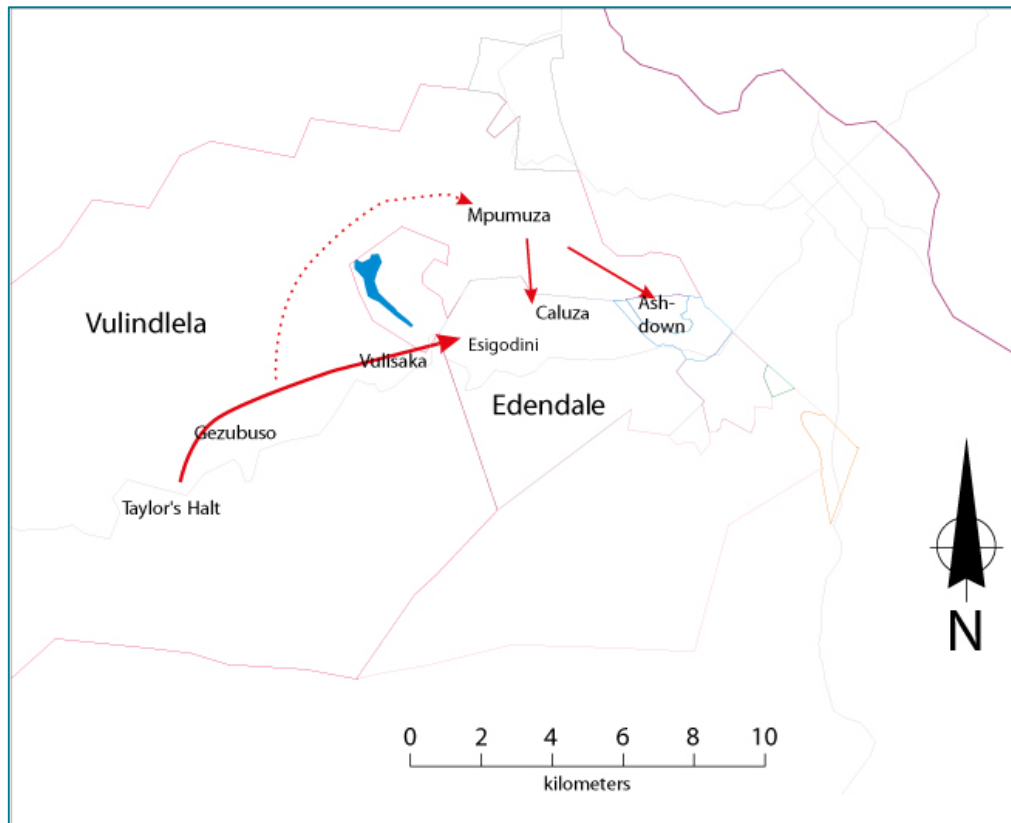 Mpumuza
Caluza
Ash-
down
Vulindlela
Esigodini
Vulisaka
Edendale
Gezubuso
Taylor's Halt
N
0 2 4 6 8 10
kilometers